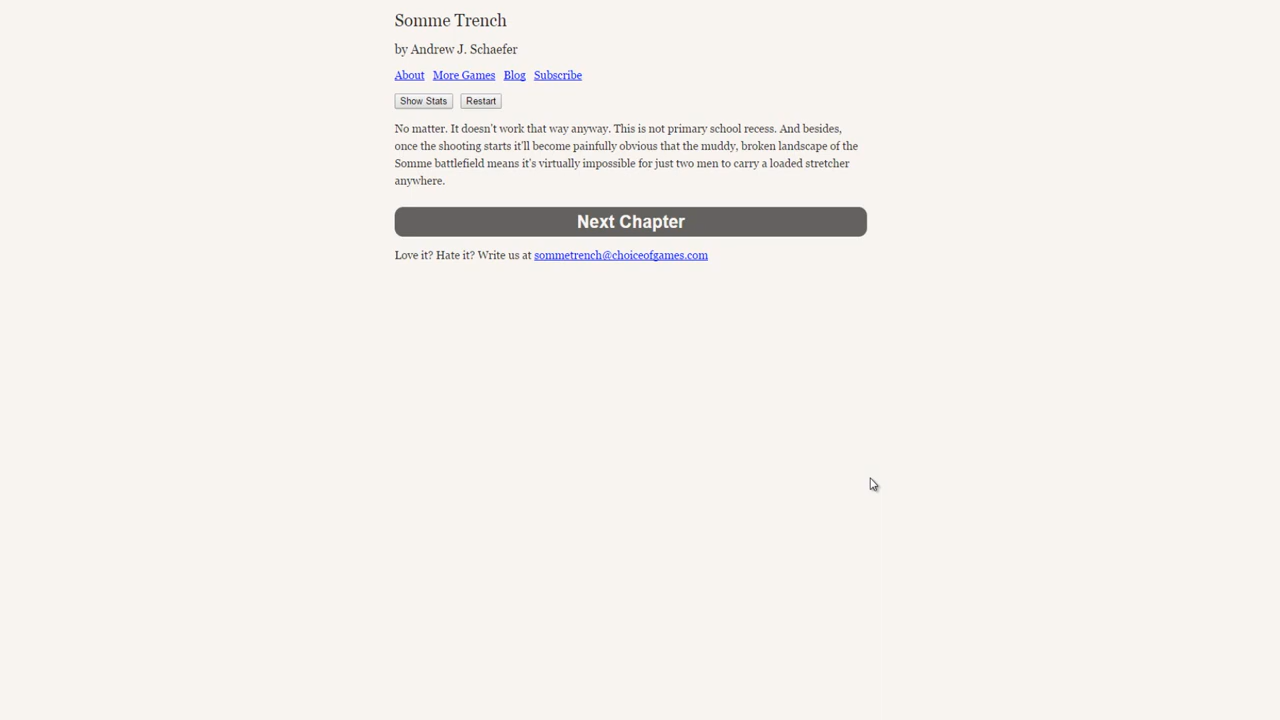 Somme Trench
by Andrew J. Schaefer
About More Games Blog Subscribe
Show Stats Restart
No matter. It doesn't work that way anyway. This is not primary school recess. And besides,
once the shooting starts it'll become painfully obvious that the muddy, broken landscape of the
Somme battlefield means it's virtually impossible for just two men to carry a loaded stretcher
anywhere.
Next Chapter
Love it? Hate it? Write us at sommetrench@choiceofgames.com